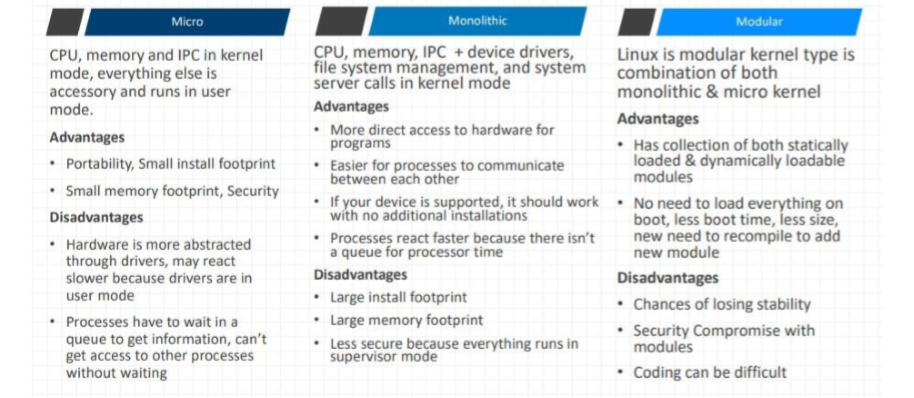 Micro
CPU, memory and IPC in kernel
mode, everything else is
accessory and runs in user
mode.
Advantages
• Portability, Small install footprint
• Small memory footprint, Security
Disadvantages
• Hardware is more abstracted
through drivers, may react
slower because drivers are in
user mode
• Processes have to wait in a
queue to get information, can't
get access to other processes
without waiting
Monolithic
CPU, memory, IPC + device drivers,
file system management, and system
server calls in kernel mode
Advantages
• More direct access to hardware for
programs
• Easier for processes to communicate
between each other
• If your device is supported, it should work
with no additional installations
• Processes react faster because there isn't
a queue for processor time
Disadvantages
• Large install footprint
• Large memory footprint
• Less secure because everything runs in
supervisor mode
Modular
Linux is modular kernel type is
combination of both
monolithic & micro kernel
Advantages
• Has collection of both statically
loaded & dynamically loadable
modules
• No need to load everything on
boot, less boot time, less size,
new need to recompile to add
new module
Disadvantages
• Chances of losing stability
• Security Compromise with
modules
• Coding can be difficult